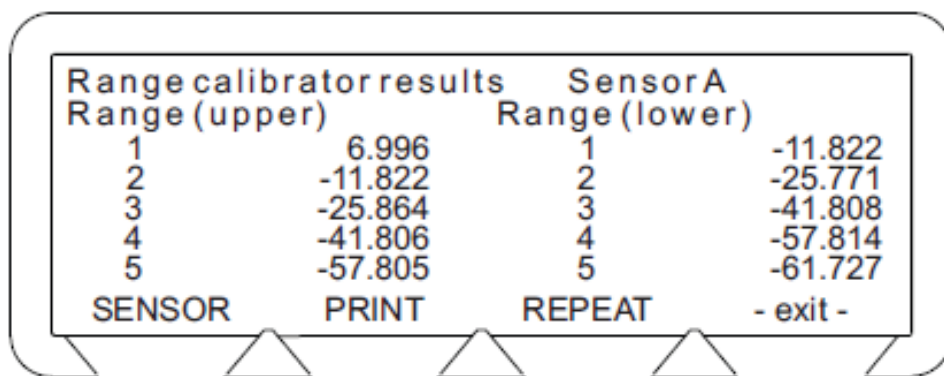 Range calibrator results Sensor A
Range (upper) Range (lower)
1 6.996 1 -11.822
2 -11.822 2 -25.771
3 -25.864 3 -41.808
4 -41.806 4 -57.814
5 -57.805 5 -61.727
SENSOR PRINT REPEAT - exit -